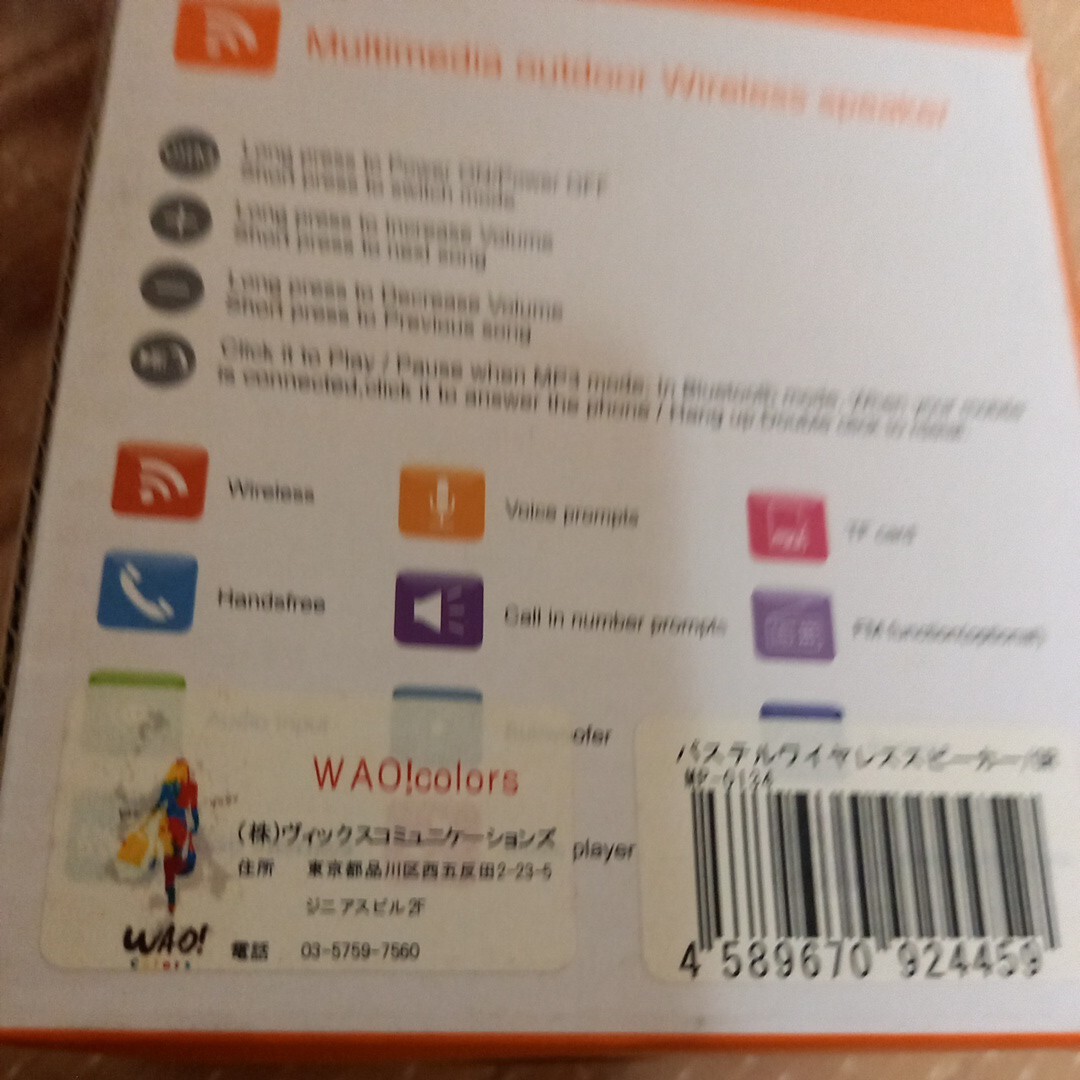 Multimedia outdoor Wireless speaker
Long press to Power ON/Power OFF
Short press to switch mode
Long press to Increase Volume
Short press to next song
Long press to Decrease Volume
Short press to Previous song
Click it to Play / Pause when MP3 mode, In Bluetooth mode, When your mobile
is connected,click it to answer the phone / Hang up Double click to redial.
Wireless
Voice prompts
TF card
Handsfree
Call in number prompts
FM function(optional)
Audio input
Subwoofer
WAO!colors
(株)ヴィックスコミュニケーションズ
住所 東京都品川区西五反田2-23-5
ジニアスビル2F
電話 03-5759-7560
WAO!
Colors
player
パステルワイヤレススピーカー/
4 589670 924459